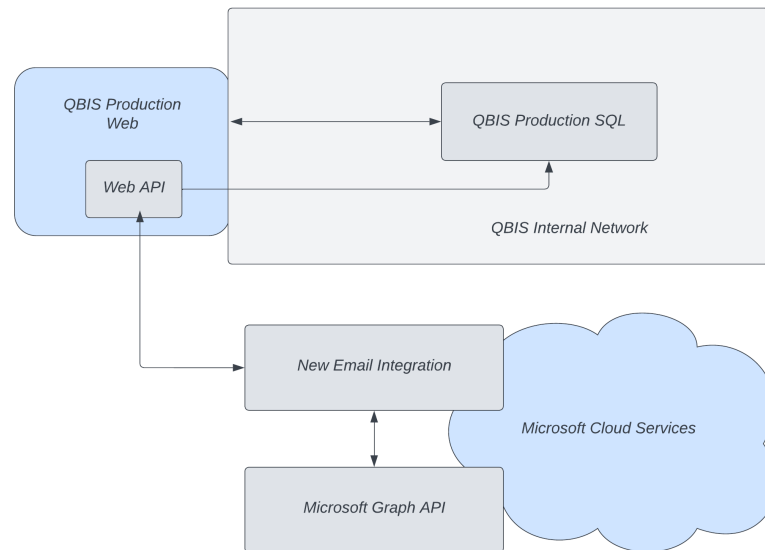 QBIS Production
Web
QBIS Production SQL
Web API
QBIS Internal Network
New Email Integration
Microsoft Cloud Services
Microsoft Graph API